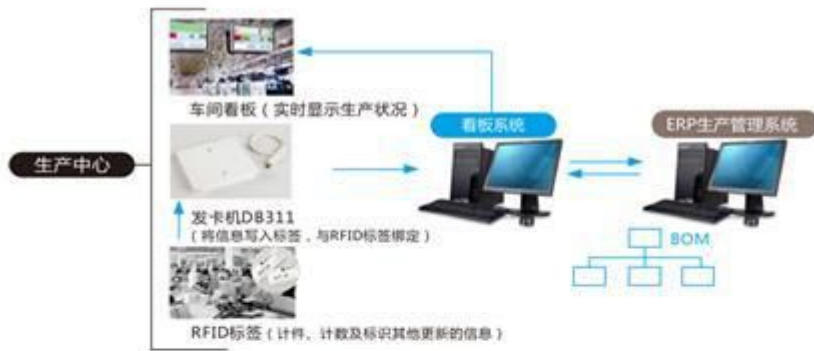 车间看板（实时显示生产状况）
看板系统
ERP生产管理系统
生产中心
发卡机D8311
（将信息写入标签，与RFID标签绑定）
BOM
RFID标签（计件、计数及标识其他更新的信息）